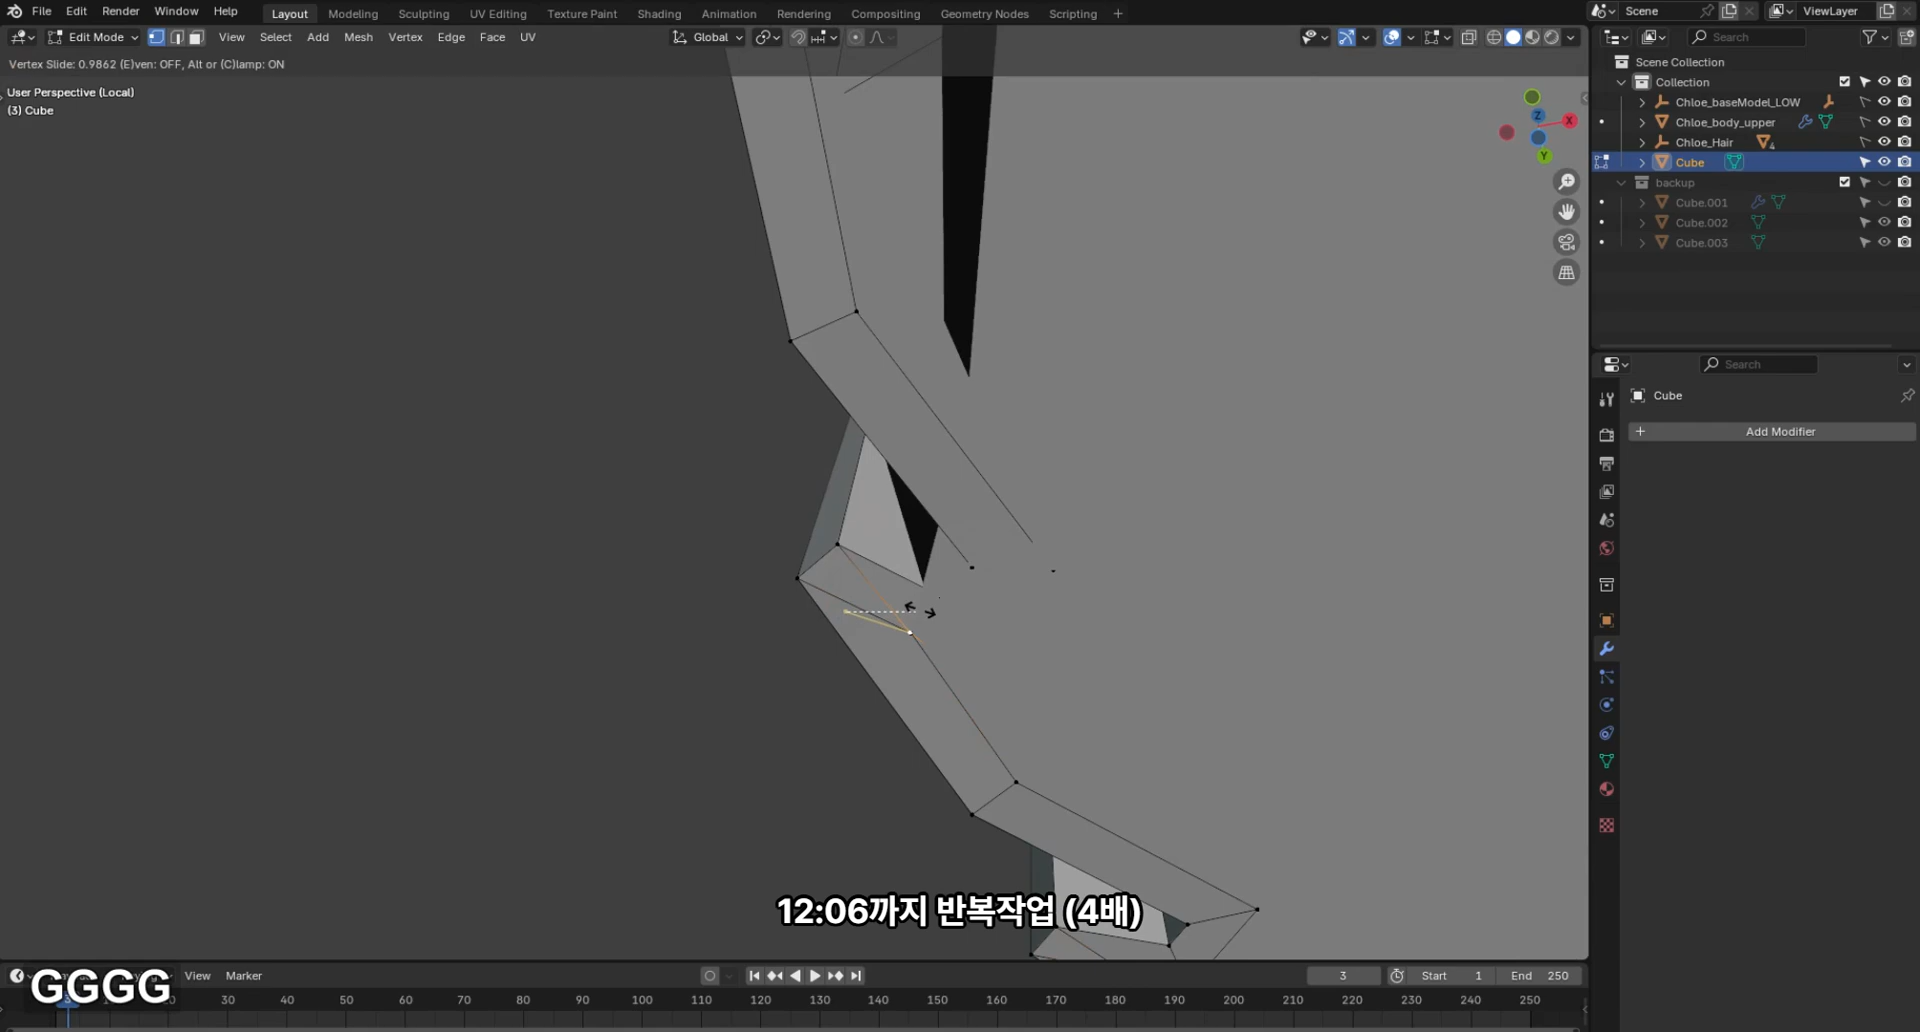 File Edit Render Window Help Layout Modeling Sculpting UV Editing Texture Paint Shading Animation Rendering Compositing Geometry Nodes Scripting + Scene ViewLayer
Edit Mode View Select Add Mesh Vertex Edge Face UV Global Search
Vertex Slide: 0.9862 (E)ven: OFF, Alt or (C)lamp: ON
User Perspective (Local)
(3) Cube
Z
X
Y
Scene Collection
Collection
Chloe_baseModel_LOW
Chloe_body_upper
Chloe_Hair 4
Cube
backup
Cube.001
Cube.002
Cube.003
Search
Cube
+ Add Modifier
12:06까지 반복작업 (4배)
View Marker 3 Start 1 End 250
GGGG
3 20 30 40 50 60 70 80 90 100 110 120 130 140 150 160 170 180 190 200 210 220 230 240 250